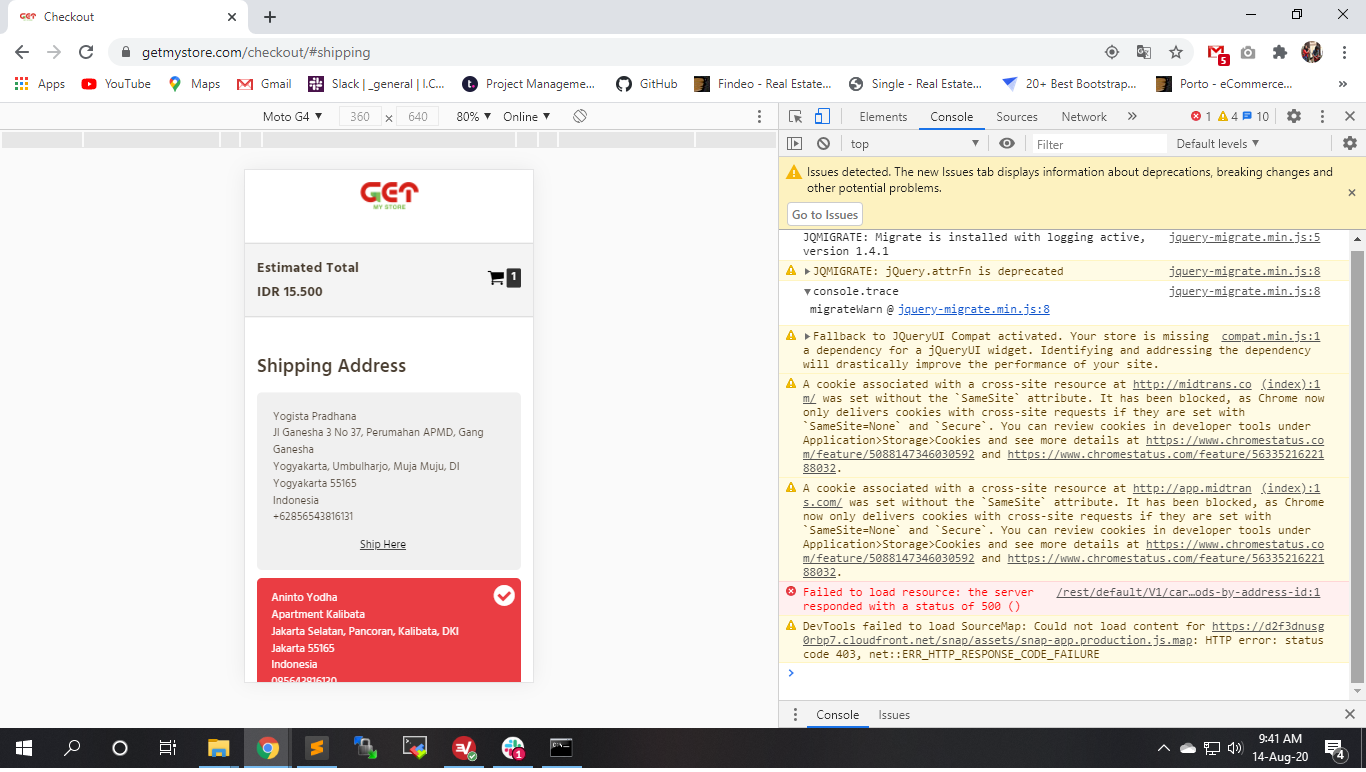 Checkout
getmystore.com/checkout/#shipping
5
Apps YouTube Maps Gmail Slack | _general | I.C... Project Manageme... GitHub Findeo - Real Estate... Single - Real Estate... 20+ Best Bootstrap... Porto - eCommerce... »
Moto G4 ▼ 360 × 640 80% ▼ Online ▼
GET
MY STORE
Estimated Total
IDR 15.500
1
Shipping Address
Yogista Pradhana
Jl Ganesha 3 No 37, Perumahan APMD, Gang
Ganesha
Yogyakarta, Umbulharjo, Muja Muju, DI
Yogyakarta 55165
Indonesia
+62856543816131
Ship Here
Aninto Yodha
Apartment Kalibata
Jakarta Selatan, Pancoran, Kalibata, DKI
Jakarta 55165
Indonesia
085643816130
Elements Console Sources Network » 1 4 10
top ▼ Filter Default levels ▼
Issues detected. The new Issues tab displays information about deprecations, breaking changes and
other potential problems.
Go to Issues
JQMIGRATE: Migrate is installed with logging active, jquery-migrate.min.js:5
version 1.4.1
JQMIGRATE: jQuery.attrFn is deprecated jquery-migrate.min.js:8
console.trace jquery-migrate.min.js:8
migrateWarn @ jquery-migrate.min.js:8
Fallback to JQueryUI Compat activated. Your store is missing compat.min.js:1
a dependency for a jQueryUI widget. Identifying and addressing the dependency
will drastically improve the performance of your site.
A cookie associated with a cross-site resource at http://midtrans.co (index):1
m/ was set without the `SameSite` attribute. It has been blocked, as Chrome now
only delivers cookies with cross-site requests if they are set with
`SameSite=None` and `Secure`. You can review cookies in developer tools under
Application>Storage>Cookies and see more details at https://www.chromestatus.co
m/feature/5088147346030592 and https://www.chromestatus.com/feature/56335216221
88032.
A cookie associated with a cross-site resource at http://app.midtran (index):1
s.com/ was set without the `SameSite` attribute. It has been blocked, as Chrome
now only delivers cookies with cross-site requests if they are set with
`SameSite=None` and `Secure`. You can review cookies in developer tools under
Application>Storage>Cookies and see more details at https://www.chromestatus.co
m/feature/5088147346030592 and https://www.chromestatus.com/feature/56335216221
88032.
Failed to load resource: the server /rest/default/V1/car…ods-by-address-id:1
responded with a status of 500 ()
DevTools failed to load SourceMap: Could not load content for https://d2f3dnusg
0rbp7.cloudfront.net/snap/assets/snap-app.production.js.map: HTTP error: status
code 403, net::ERR_HTTP_RESPONSE_CODE_FAILURE
Console Issues
1
9:41 AM
14-Aug-20
4